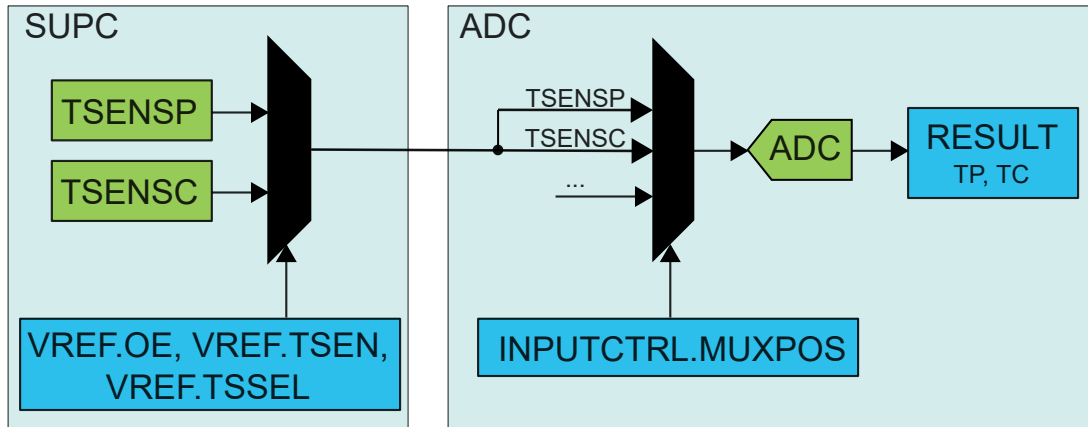 SUPC
TSENSP
TSENSC
VREF.OE, VREF.TSEN,
VREF.TSSEL
ADC
TSENSP
TSENSC
...
INPUTCTRL.MUXPOS
ADC
RESULT
TP, TC